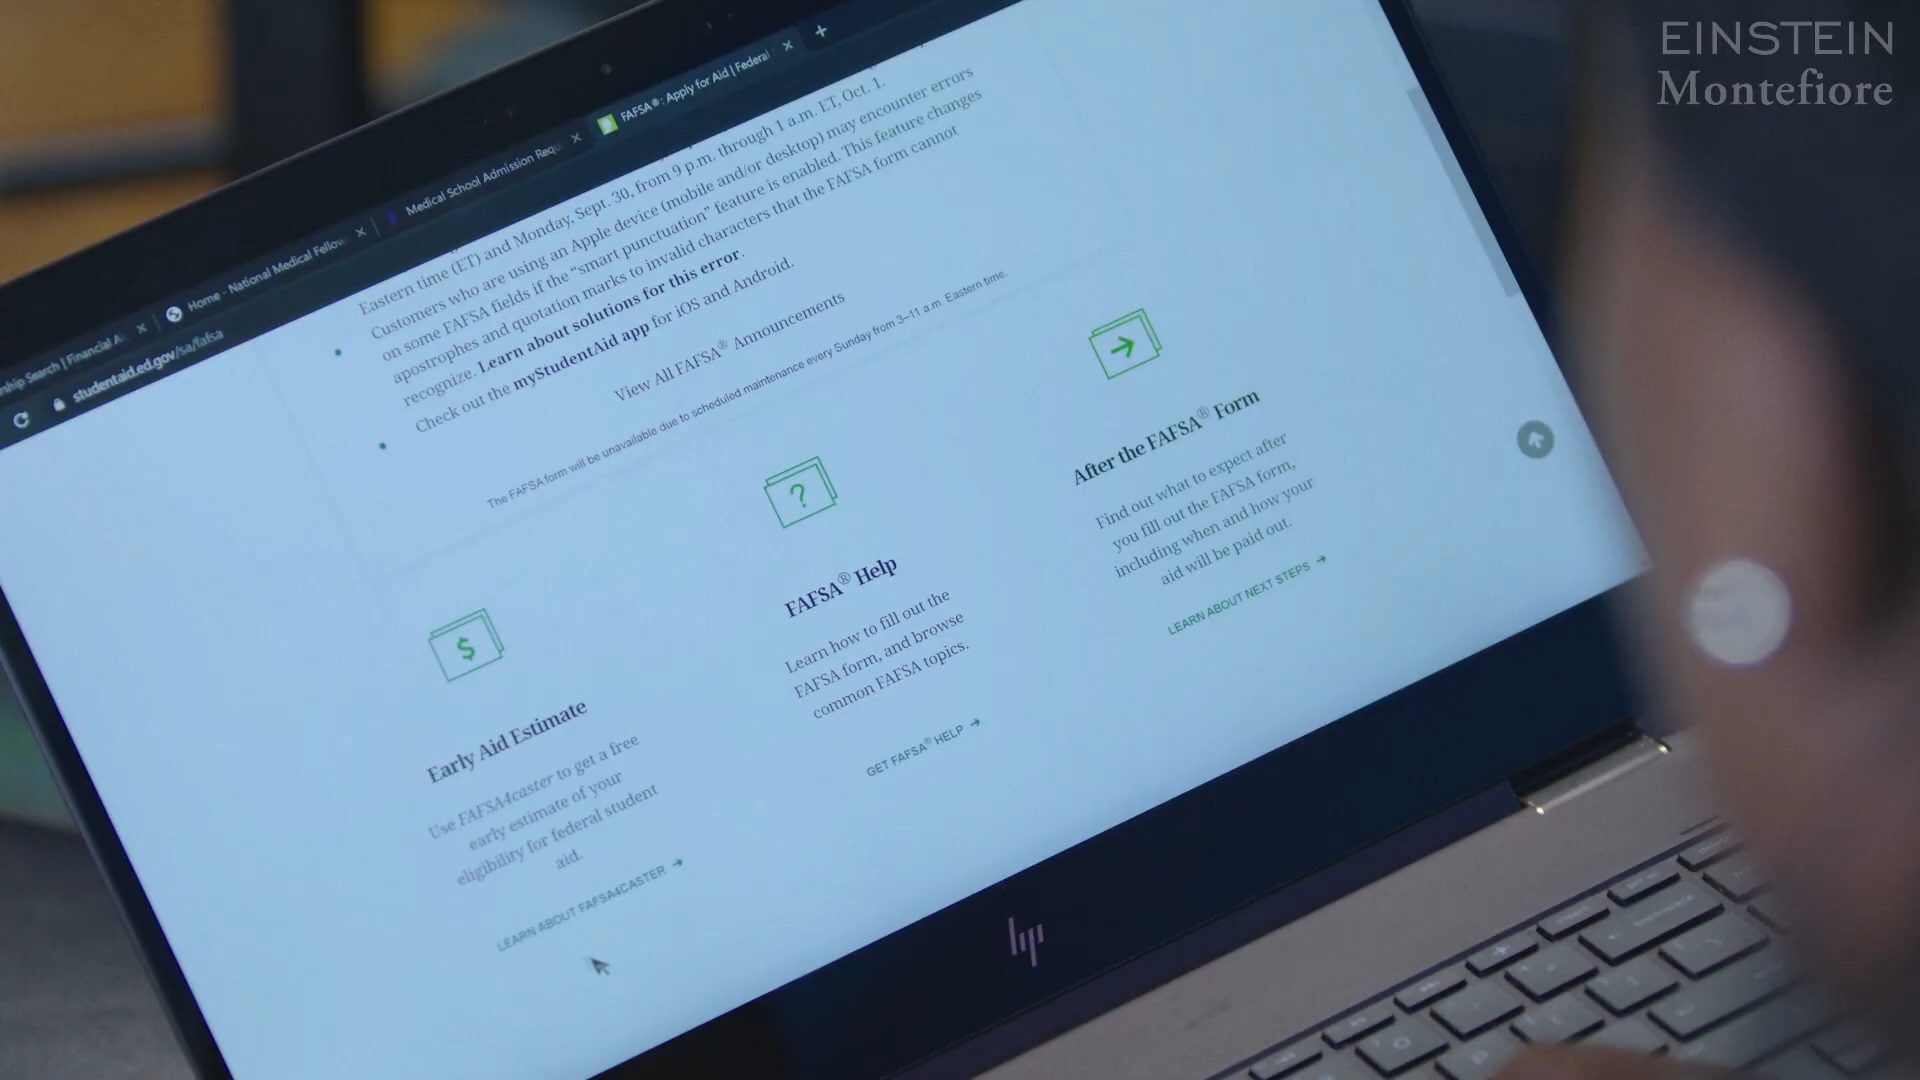 EINSTEIN
Montefiore
FAFSA®: Apply for Aid | Federal
Medical School Admission Requ
Home - National Medical Fellow
Search | Financial A
studentaid.ed.gov/sa/fafsa
Eastern time (ET) and Monday, Sept. 30, from 9 p.m. through 1 a.m. ET, Oct. 1.
Customers who are using an Apple device (mobile and/or desktop) may encounter errors
on some FAFSA fields if the “smart punctuation” feature is enabled. This feature changes
apostrophes and quotation marks to invalid characters that the FAFSA form cannot
recognize. Learn about solutions for this error.
Check out the myStudentAid app for iOS and Android.
View All FAFSA® Announcements
The FAFSA form will be unavailable due to scheduled maintenance every Sunday from 3–11 a.m. Eastern time.
$
Early Aid Estimate
Use FAFSA4caster to get a free
early estimate of your
eligibility for federal student
aid.
LEARN ABOUT FAFSA4CASTER →
?
FAFSA® Help
Learn how to fill out the
FAFSA form, and browse
common FAFSA topics.
GET FAFSA® HELP →
After the FAFSA® Form
Find out what to expect after
you fill out the FAFSA form,
including when and how your
aid will be paid out.
LEARN ABOUT NEXT STEPS →
hp